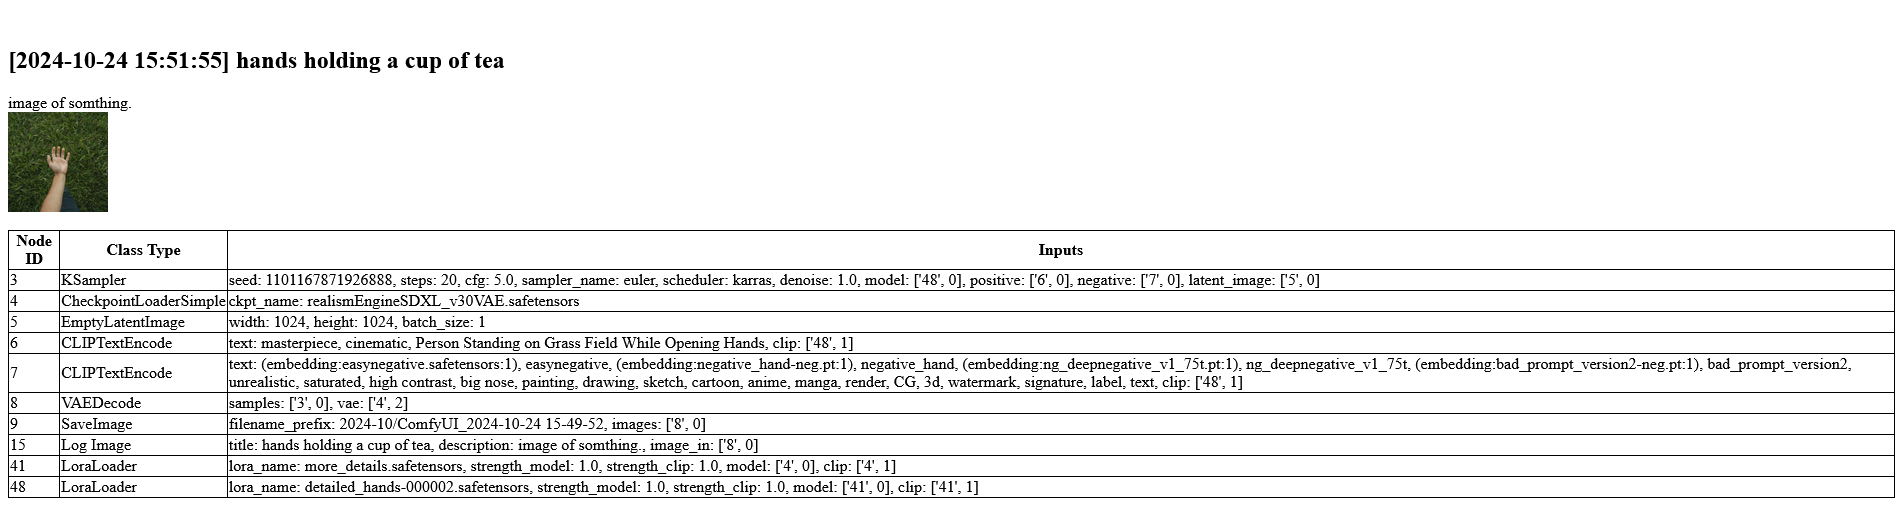 [2024-10-24 15:51:55] hands holding a cup of tea
image of somthing.
Node ID Class Type Inputs
3 KSampler seed: 1101167871926888, steps: 20, cfg: 5.0, sampler_name: euler, scheduler: karras, denoise: 1.0, model: ['48', 0], positive: ['6', 0], negative: ['7', 0], latent_image: ['5', 0]
4 CheckpointLoaderSimple ckpt_name: realismEngineSDXL_v30VAE.safetensors
5 EmptyLatentImage width: 1024, height: 1024, batch_size: 1
6 CLIPTextEncode text: masterpiece, cinematic, Person Standing on Grass Field While Opening Hands, clip: ['48', 1]
7 CLIPTextEncode text: (embedding:easynegative.safetensors:1), easynegative, (embedding:negative_hand-neg.pt:1), negative_hand, (embedding:ng_deepnegative_v1_75t.pt:1), ng_deepnegative_v1_75t, (embedding:bad_prompt_version2-neg.pt:1), bad_prompt_version2,
unrealistic, saturated, high contrast, big nose, painting, drawing, sketch, cartoon, anime, manga, render, CG, 3d, watermark, signature, label, text, clip: ['48', 1]
8 VAEDecode samples: ['3', 0], vae: ['4', 2]
9 SaveImage filename_prefix: 2024-10/ComfyUI_2024-10-24 15-49-52, images: ['8', 0]
15 Log Image title: hands holding a cup of tea, description: image of somthing., image_in: ['8', 0]
41 LoraLoader lora_name: more_details.safetensors, strength_model: 1.0, strength_clip: 1.0, model: ['4', 0], clip: ['4', 1]
48 LoraLoader lora_name: detailed_hands-000002.safetensors, strength_model: 1.0, strength_clip: 1.0, model: ['41', 0], clip: ['41', 1]